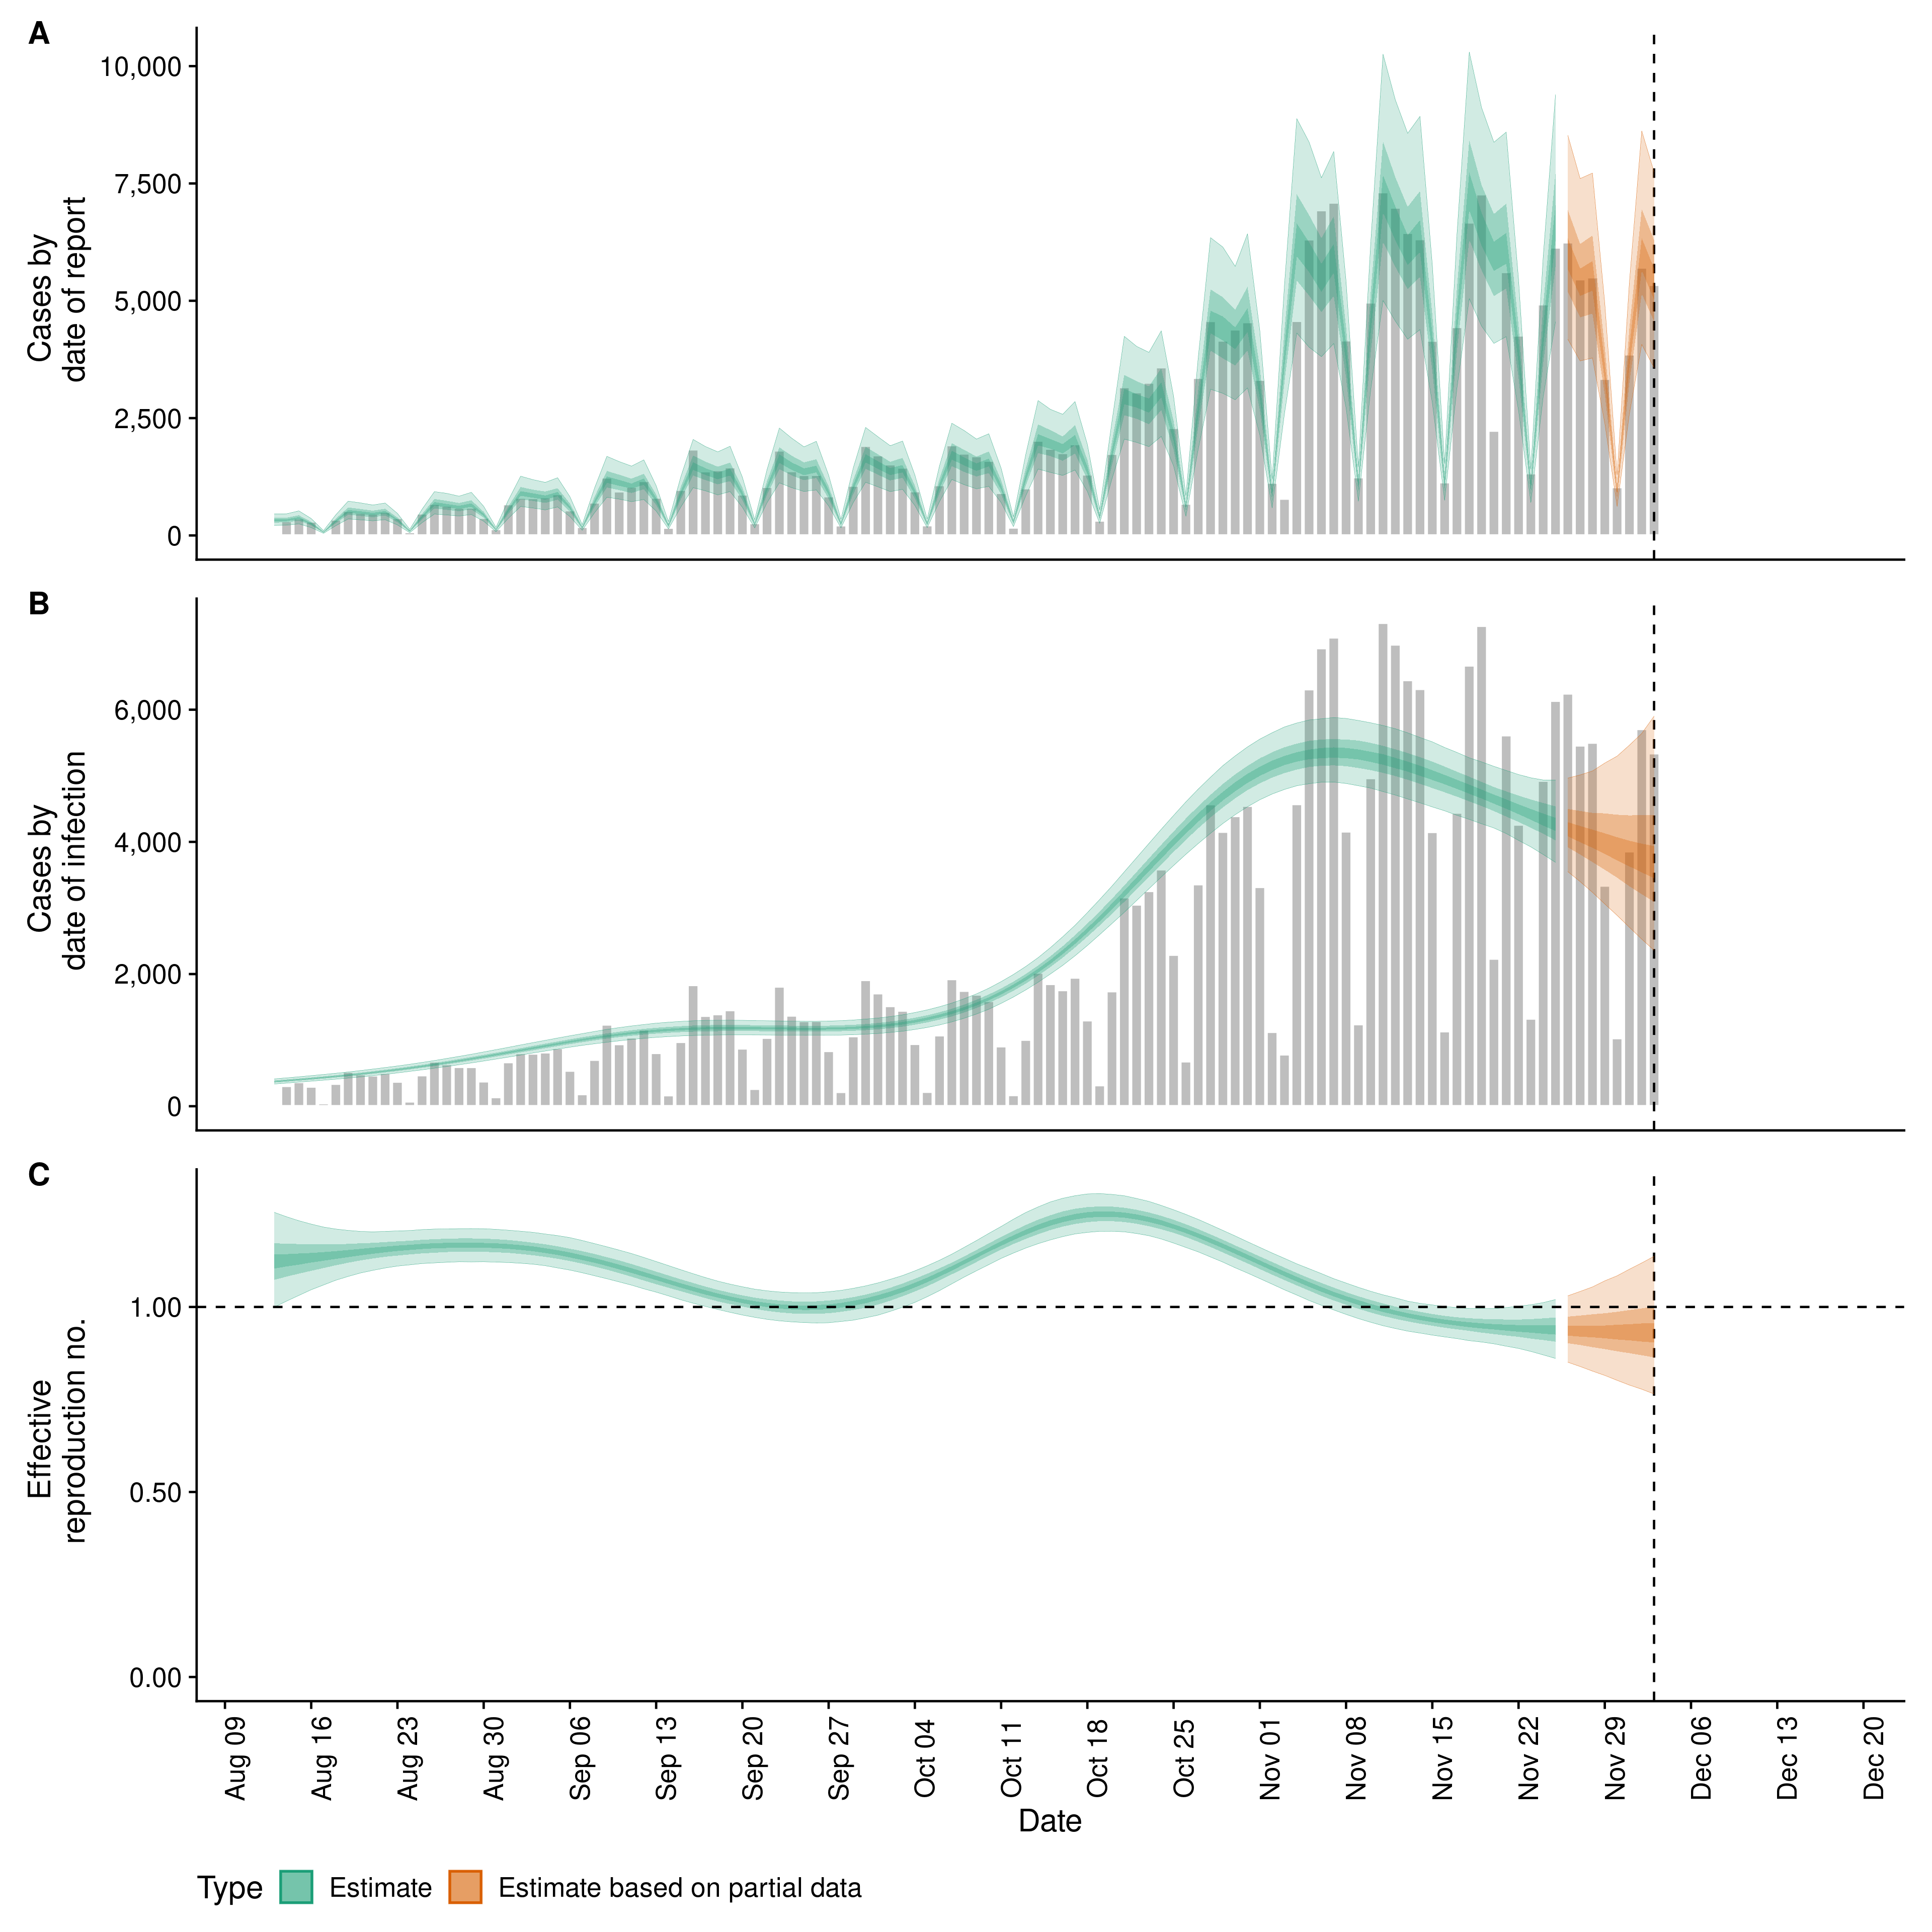 A
10,000
7,500
5,000
2,500
0
Cases by
date of report
B
6,000
4,000
2,000
0
Cases by
date of infection
C
1.00
0.50
0.00
Effective
reproduction no.
Aug 09
Aug 16
Aug 23
Aug 30
Sep 06
Sep 13
Sep 20
Sep 27
Oct 04
Oct 11
Oct 18
Oct 25
Nov 01
Nov 08
Nov 15
Nov 22
Nov 29
Dec 06
Dec 13
Dec 20
Date
Type Estimate Estimate based on partial data